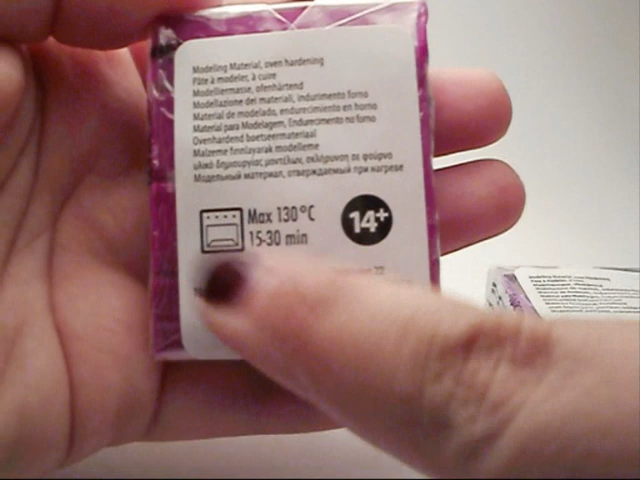 Modeling Material, oven hardening
Pâte à modeler, à cuire
Modelliermasse, ofenhärtend
Modellazione dei materiali, indurimento forno
Material de modelado, endurecimiento en horno
Material para Modelagem, Endurecimento no forno
Ovenhardend boetseermateriaal
Malzeme fırınlayarak modelleme
υλικό δημιουργίας μοντέλων, σκλήρυνση σε φούρνο
Модельный материал, отверждаемый при нагреве
Max 130°C
15-30 min
14+